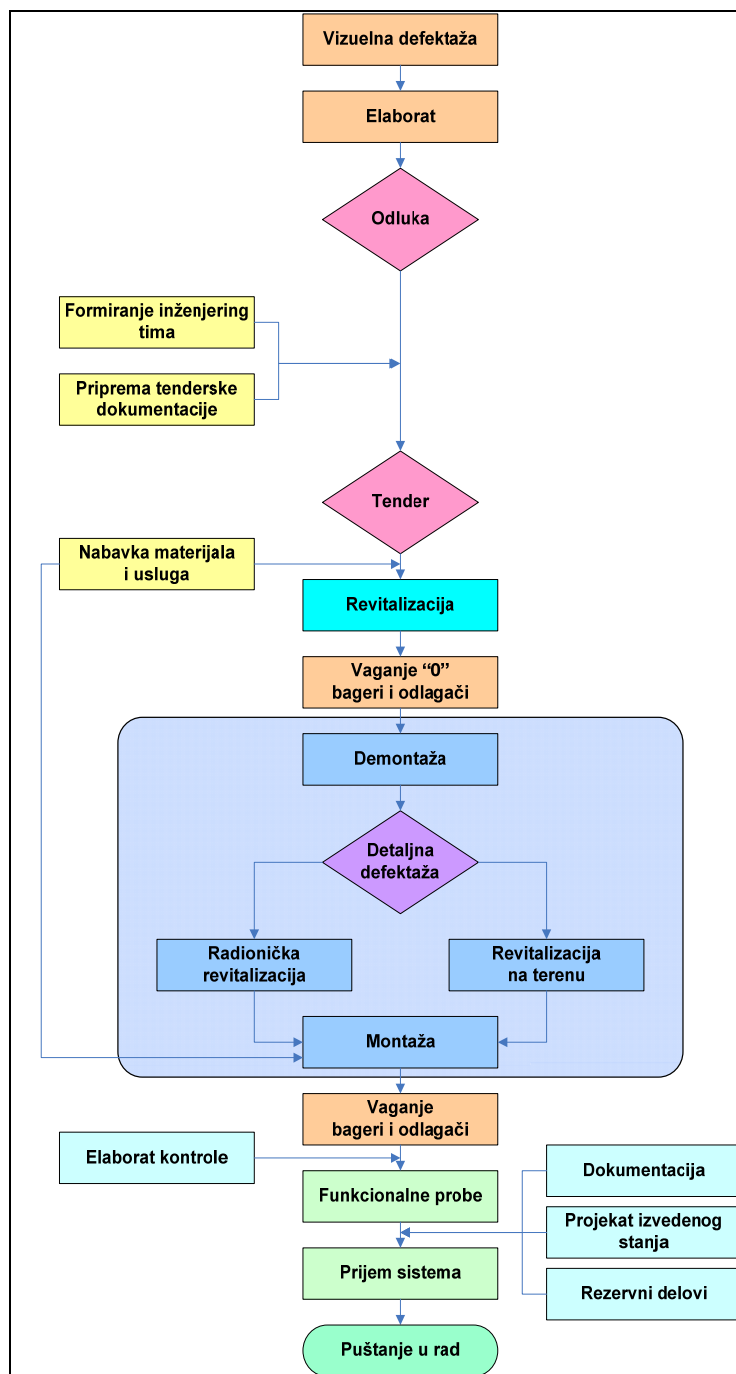 Vizuelna defektaža
Elaborat
Odluka
Formiranje inženjering
tima
Priprema tenderske
dokumentacije
Tender
Nabavka materijala
i usluga
Revitalizacija
Vaganje “0”
bageri i odlagači
Demontaža
Detaljna
defektaža
Radionička
revitalizacija
Revitalizacija
na terenu
Montaža
Vaganje
bageri i odlagači
Elaborat kontrole
Dokumentacija
Funkcionalne probe
Projekat izvedenog
stanja
Prijem sistema
Rezervni delovi
Puštanje u rad